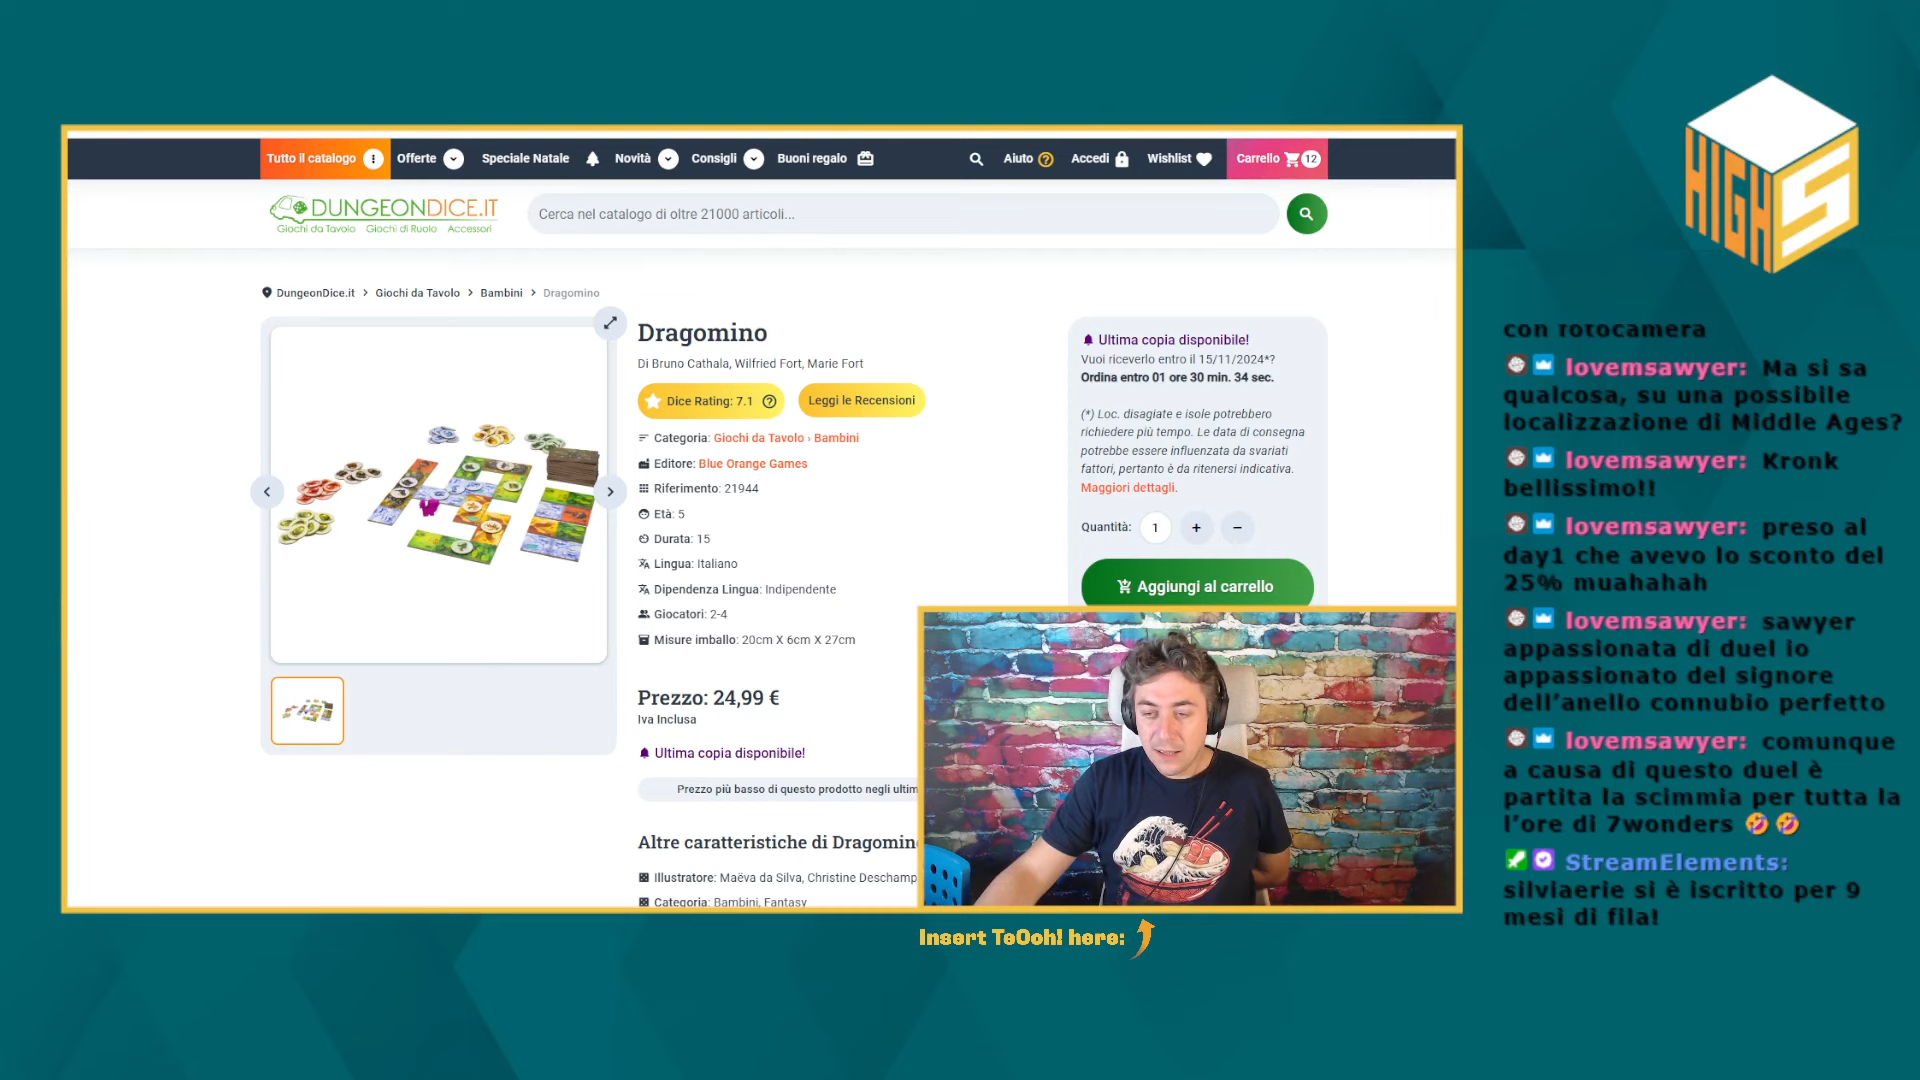 Tutto il catalogo
Offerte
Speciale Natale
Novità
Consigli
Buoni regalo
Aiuto
Accedi
Wishlist
Carrello 12
DUNGEONDICE.IT
Giochi da Tavolo Giochi di Ruolo Accessori
Cerca nel catalogo di oltre 21000 articoli...
DungeonDice.it > Giochi da Tavolo > Bambini > Dragomino
Dragomino
Di Bruno Cathala, Wilfried Fort, Marie Fort
Dice Rating: 7.1
Leggi le Recensioni
Categoria: Giochi da Tavolo › Bambini
Editore: Blue Orange Games
Riferimento: 21944
Età: 5
Durata: 15
Lingua: Italiano
Dipendenza Lingua: Indipendente
Giocatori: 2-4
Misure imballo: 20cm X 6cm X 27cm
Prezzo: 24,99 €
Iva Inclusa
Ultima copia disponibile!
Prezzo più basso di questo prodotto negli ultim
Altre caratteristiche di Dragomino
Illustratore: Maëva da Silva, Christine Deschamp
Categoria: Bambini, Fantasy
Ultima copia disponibile!
Vuoi riceverlo entro il 15/11/2024*?
Ordina entro 01 ore 30 min. 34 sec.
(*) Loc. disagiate e isole potrebbero
richiedere più tempo. Le data di consegna
potrebbe essere influenzata da svariati
fattori, pertanto è da ritenersi indicativa.
Maggiori dettagli.
Quantità: 1 + −
Aggiungi al carrello
Insert TeOoh! here:
HIGH5
con fotocamera
lovemsawyer: Ma si sa
qualcosa, su una possibile
localizzazione di Middle Ages?
lovemsawyer: Kronk
bellissimo!!
lovemsawyer: preso al
day1 che avevo lo sconto del
25% muahahah
lovemsawyer: sawyer
appassionata di duel io
appassionato del signore
dell'anello connubio perfetto
lovemsawyer: comunque
a causa di questo duel è
partita la scimmia per tutta la
l'ore di 7wonders 🤣🤣
StreamElements:
silviaerie si è iscritto per 9
mesi di fila!